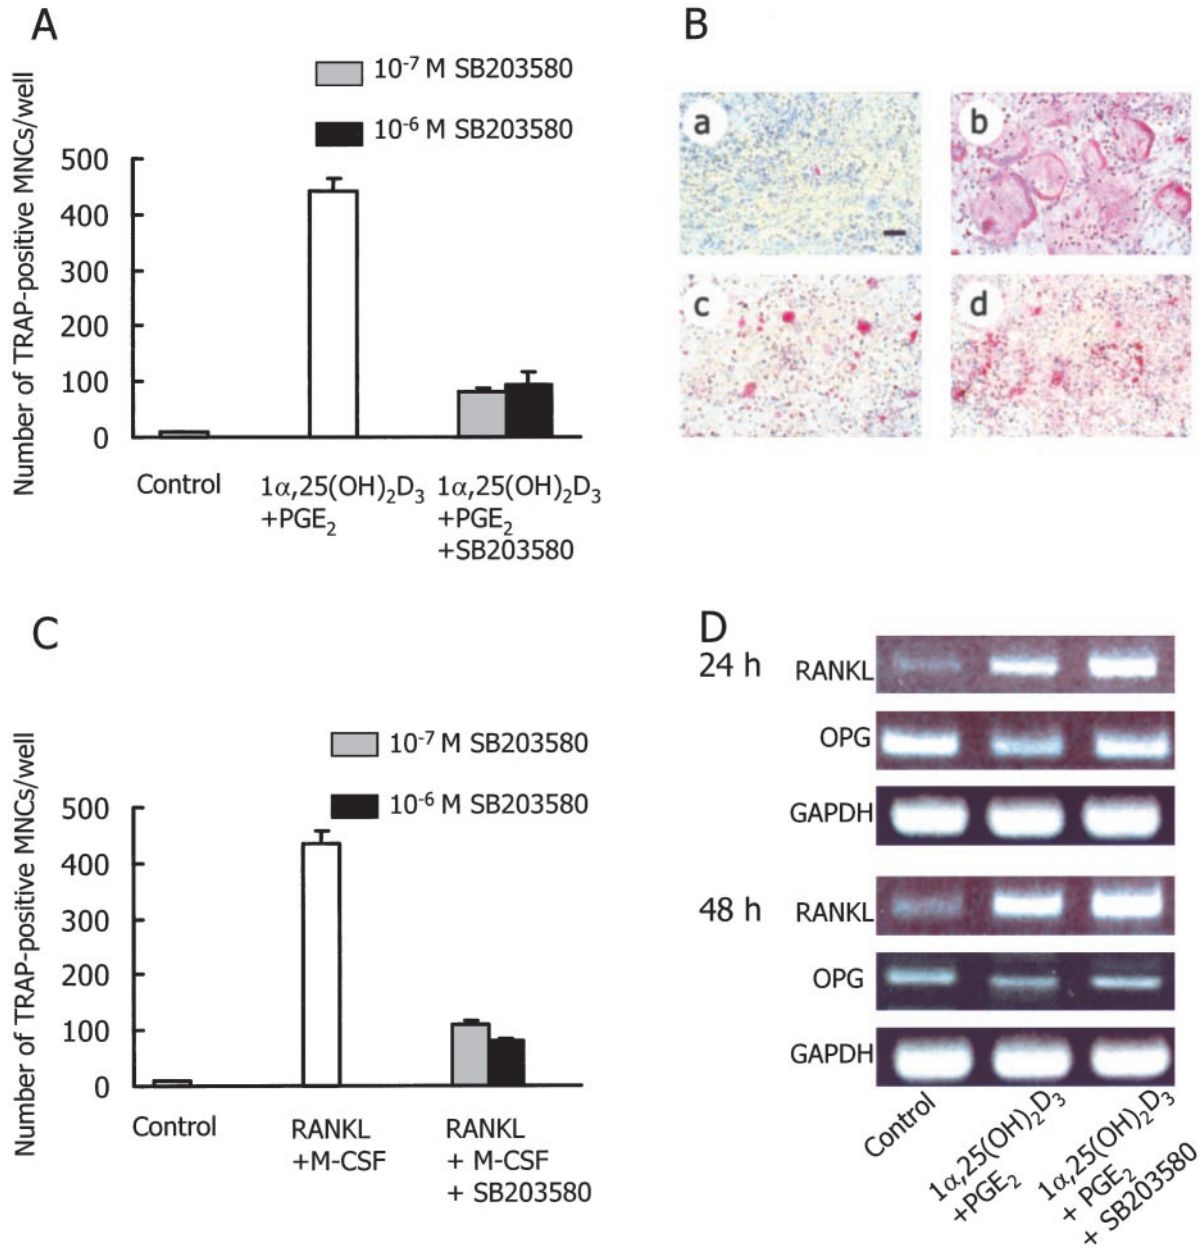 A
10⁻⁷ M SB203580
10⁻⁶ M SB203580
Number of TRAP-positive MNCs/well
500
400
300
200
100
0
Control
1α,25(OH)₂D₃
+PGE₂
1α,25(OH)₂D₃
+PGE₂
+SB203580
B
a
b
c
d
C
10⁻⁷ M SB203580
10⁻⁶ M SB203580
Number of TRAP-positive MNCs/well
500
400
300
200
100
0
Control
RANKL
+M-CSF
RANKL
+ M-CSF
+ SB203580
D
24 h
RANKL
OPG
GAPDH
48 h
RANKL
OPG
GAPDH
Control
1α,25(OH)₂D₃
+PGE₂
1α,25(OH)₂D₃
+ PGE₂
+ SB203580